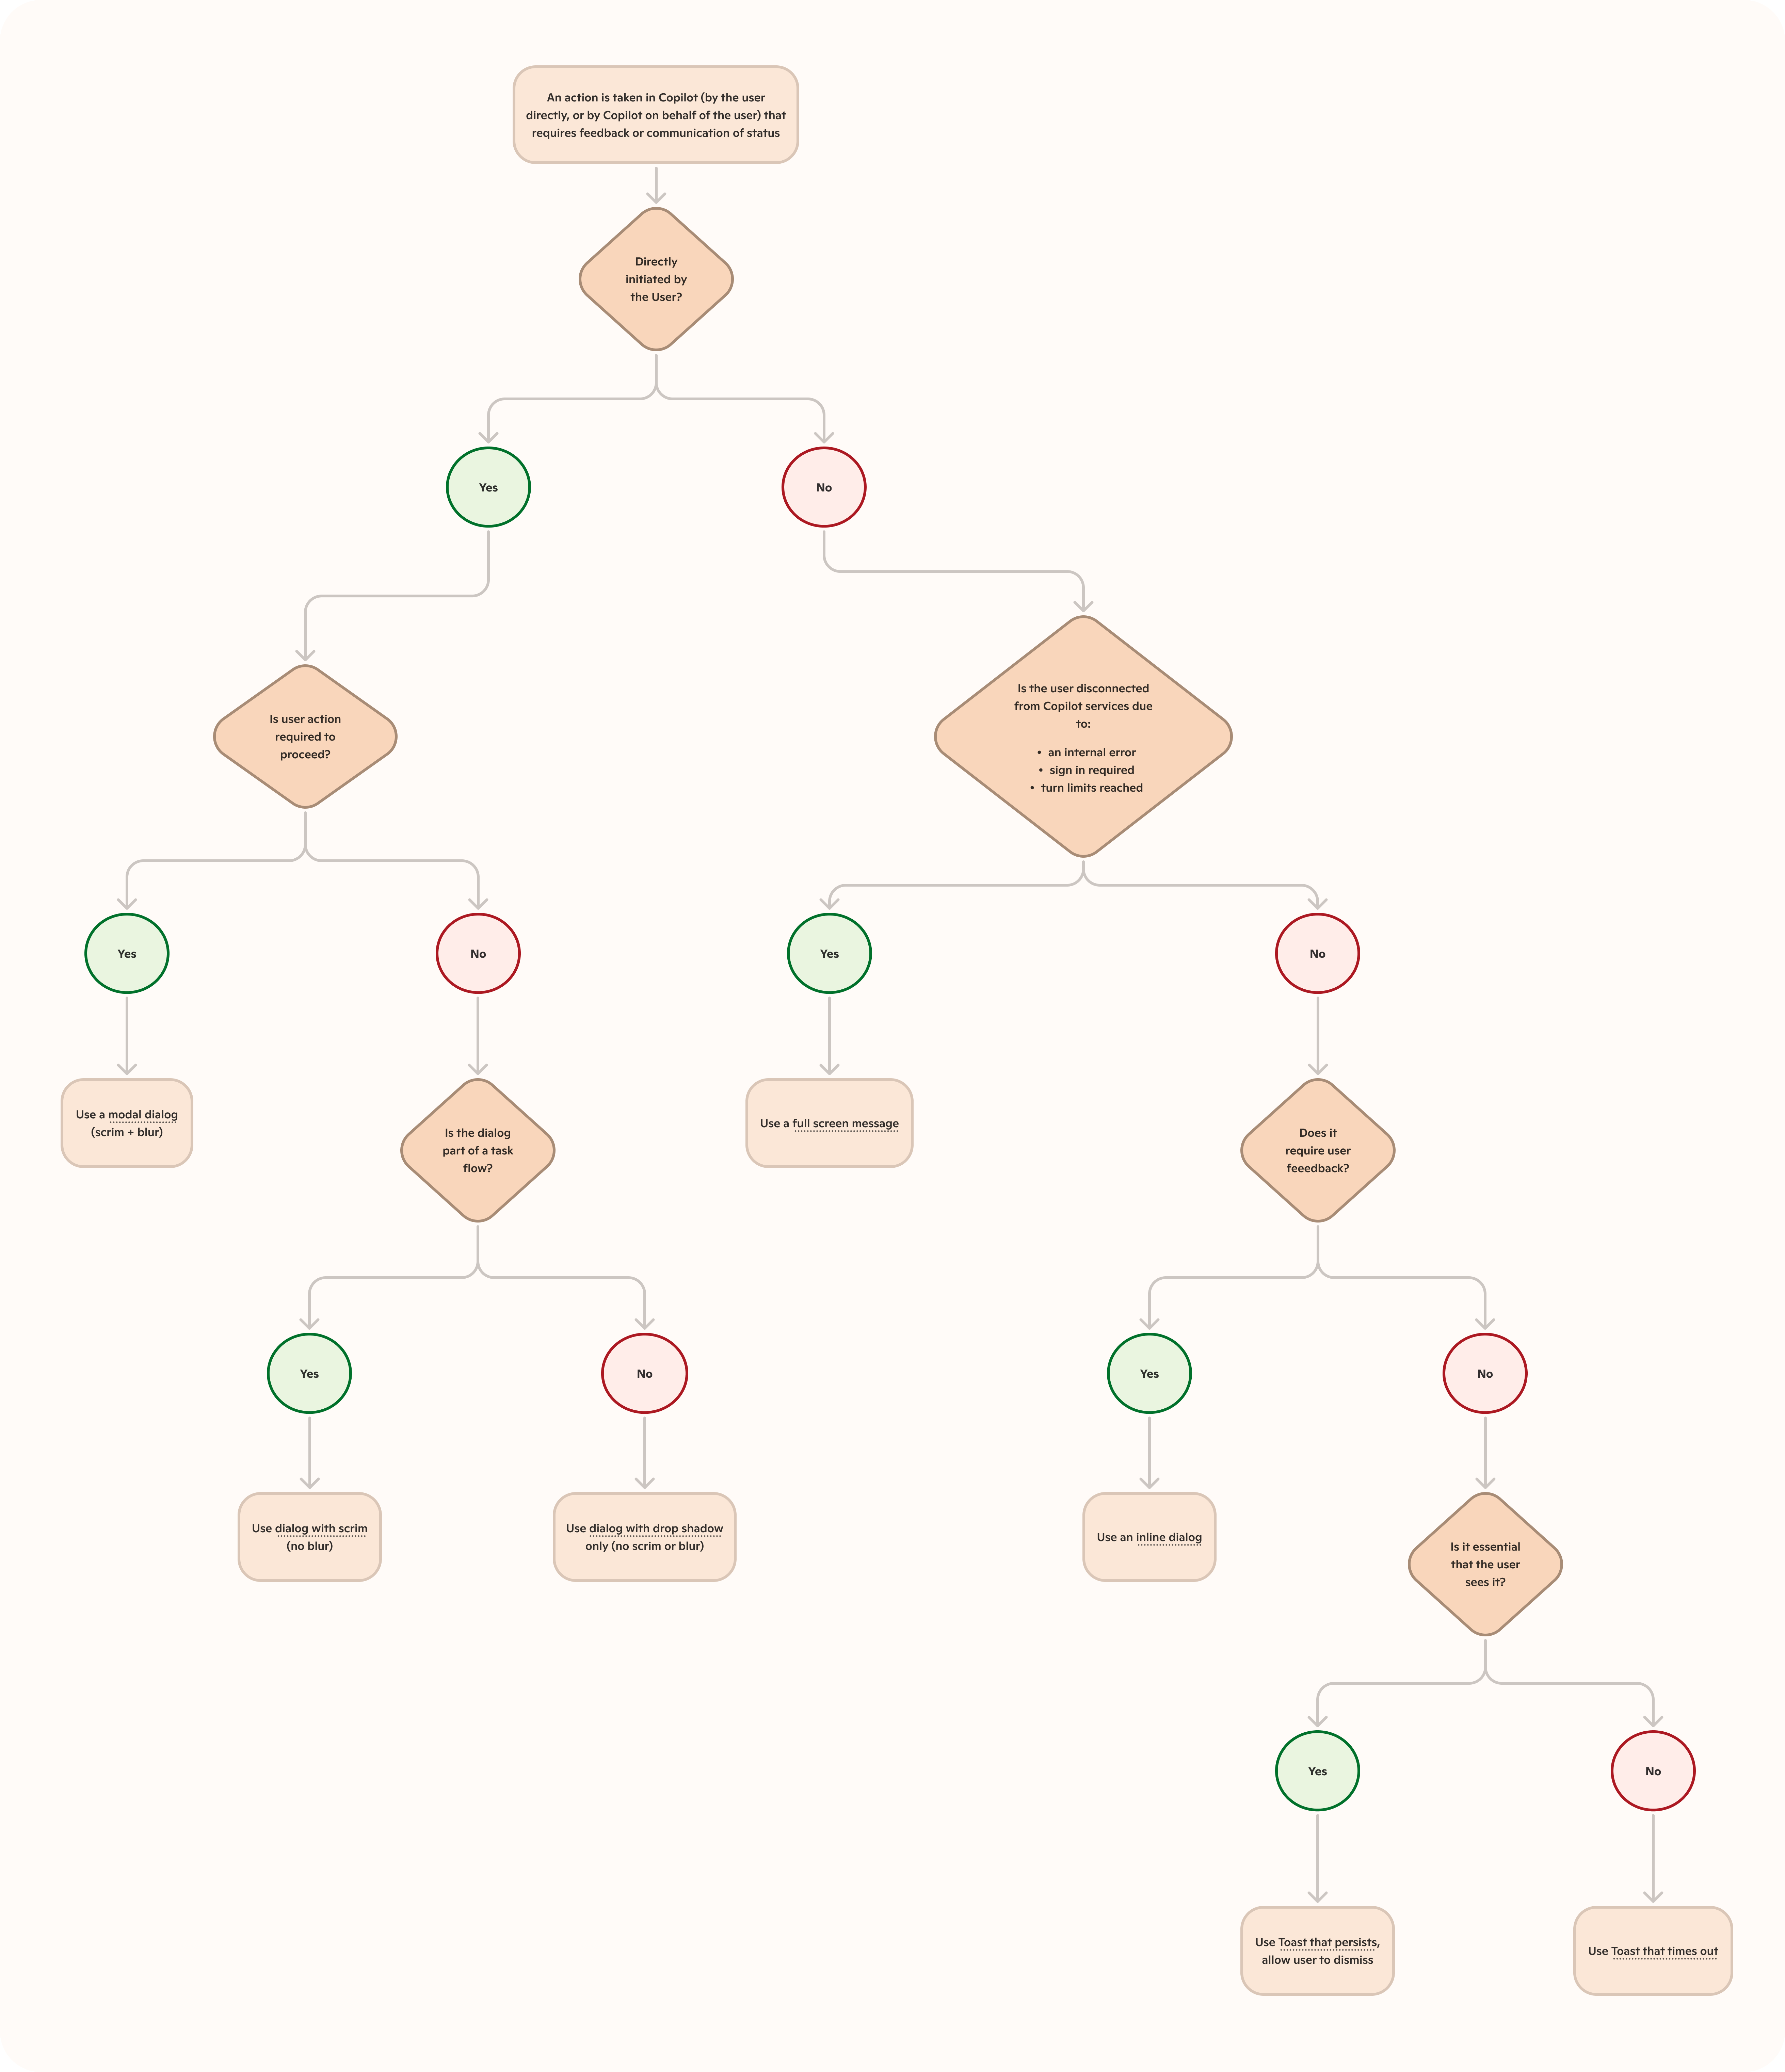 An action is taken in Copilot (by the user
directly, or by Copilot on behalf of the user) that
requires feedback or communication of status
Directly
initiated by
the User?
Yes
No
Is user action
required to
proceed?
Is the user disconnected
from Copilot services due
to:
• an internal error
• sign in required
• turn limits reached
Yes
No
Yes
No
Use a modal dialog
(scrim + blur)
Is the dialog
part of a task
flow?
Use a full screen message
Does it
require user
feeedback?
Yes
No
Yes
No
Use dialog with scrim
(no blur)
Use dialog with drop shadow
only (no scrim or blur)
Use an inline dialog
Is it essential
that the user
sees it?
Yes
No
Use Toast that persists,
allow user to dismiss
Use Toast that times out